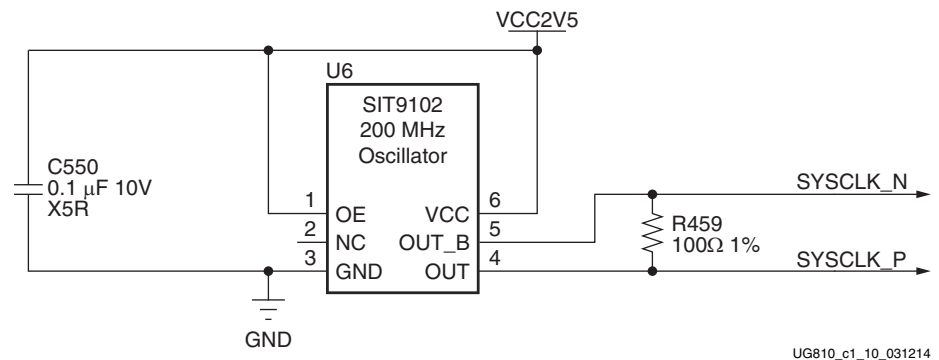 VCC2V5
U6
SIT9102
200 MHz
Oscillator
C550
0.1 μF 10V
X5R
1 OE
2 NC
3 GND
VCC 6
OUT_B 5
OUT 4
R459
100Ω 1%
SYSCLK_N
SYSCLK_P
GND
UG810_c1_10_031214